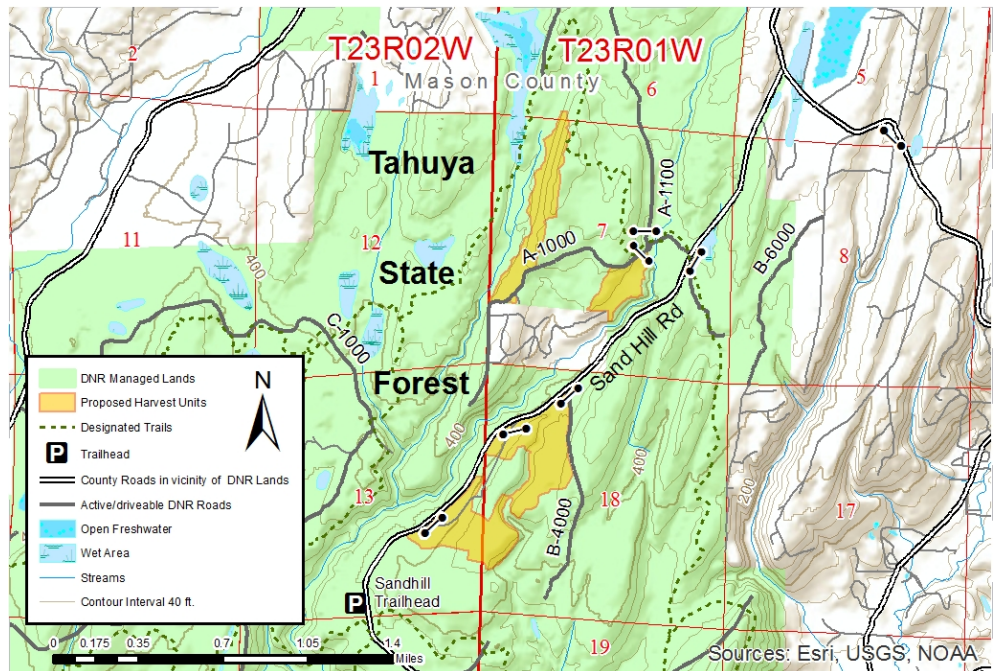 T23R02W
T23R01W
2
1
Mason County
6
5
Tahuya
A-1100
11
12
7
A-1000
8
B-6000
400
State
C-1000
Sand Hill Rd
Forest
400
400
200
13
18
17
B-4000
Sandhill
Trailhead
P
19
N
DNR Managed Lands
Proposed Harvest Units
Designated Trails
P Trailhead
County Roads in vicinity of DNR Lands
Active/driveable DNR Roads
Open Freshwater
Wet Area
Streams
Contour Interval 40 ft.
0 0.175 0.35 0.7 1.05 1.4
Miles
Sources: Esri, USGS, NOAA